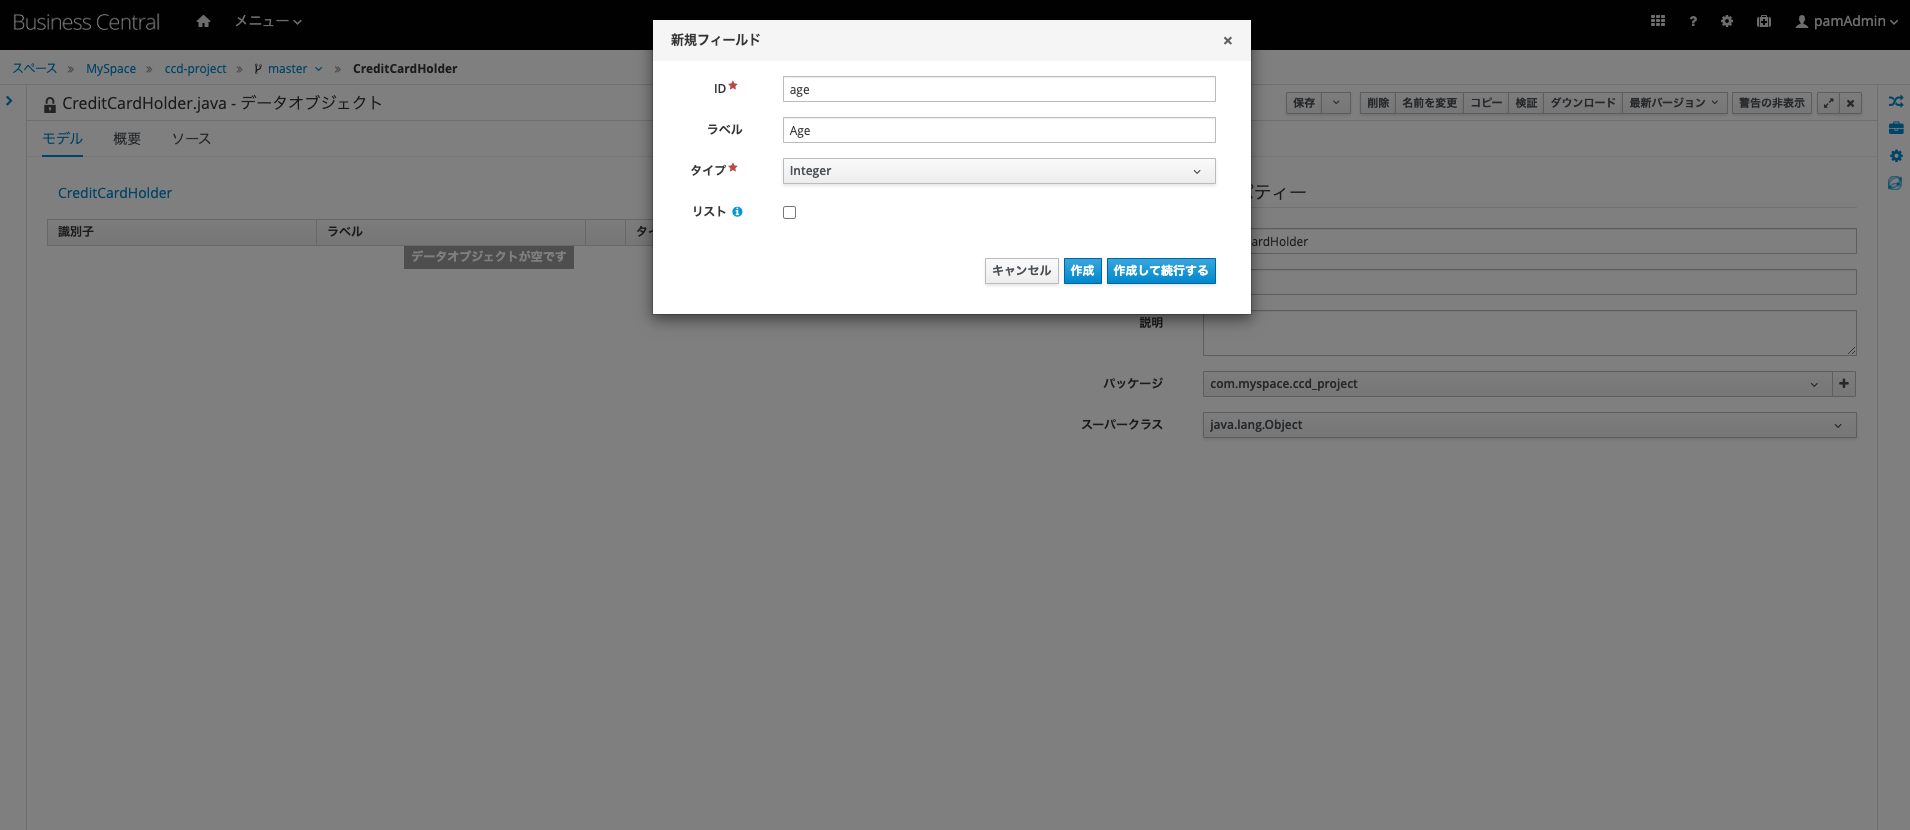 Business Central メニュー pamAdmin
スペース » MySpace » ccd-project » master » CreditCardHolder
CreditCardHolder.java - データオブジェクト
保存 削除 名前を変更 コピー 検証 ダウンロード 最新バージョン 警告の非表示
モデル 概要 ソース
CreditCardHolder
識別子 ラベル
データオブジェクトが空です
新規フィールド
ID age
ラベル Age
タイプ Integer
リスト
キャンセル 作成 作成して続行する
ティー
ardHolder
説明
パッケージ com.myspace.ccd_project
スーパークラス java.lang.Object